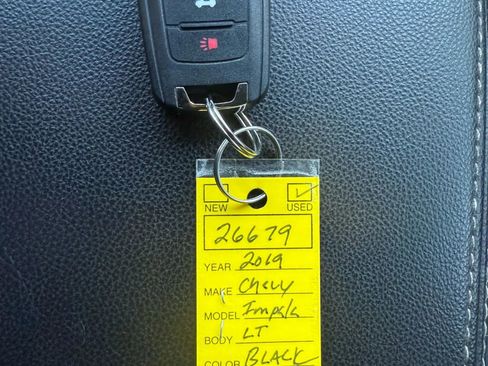 NEW USED
26679
YEAR 2019
MAKE Chevy
MODEL Impala
BODY LT
COLOR BLACK